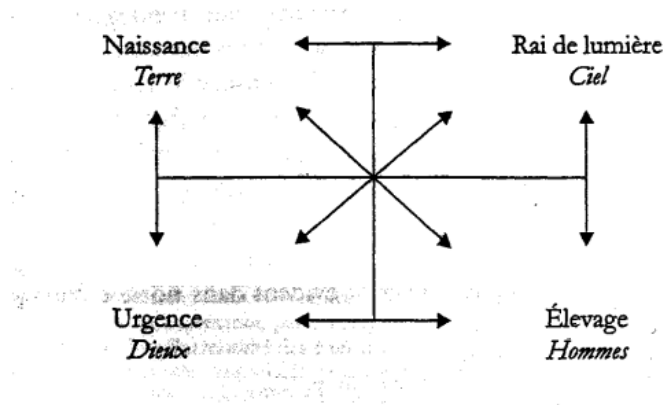 Naissance
Terre
Rai de lumière
Ciel
Urgence
Dieux
Élevage
Hommes